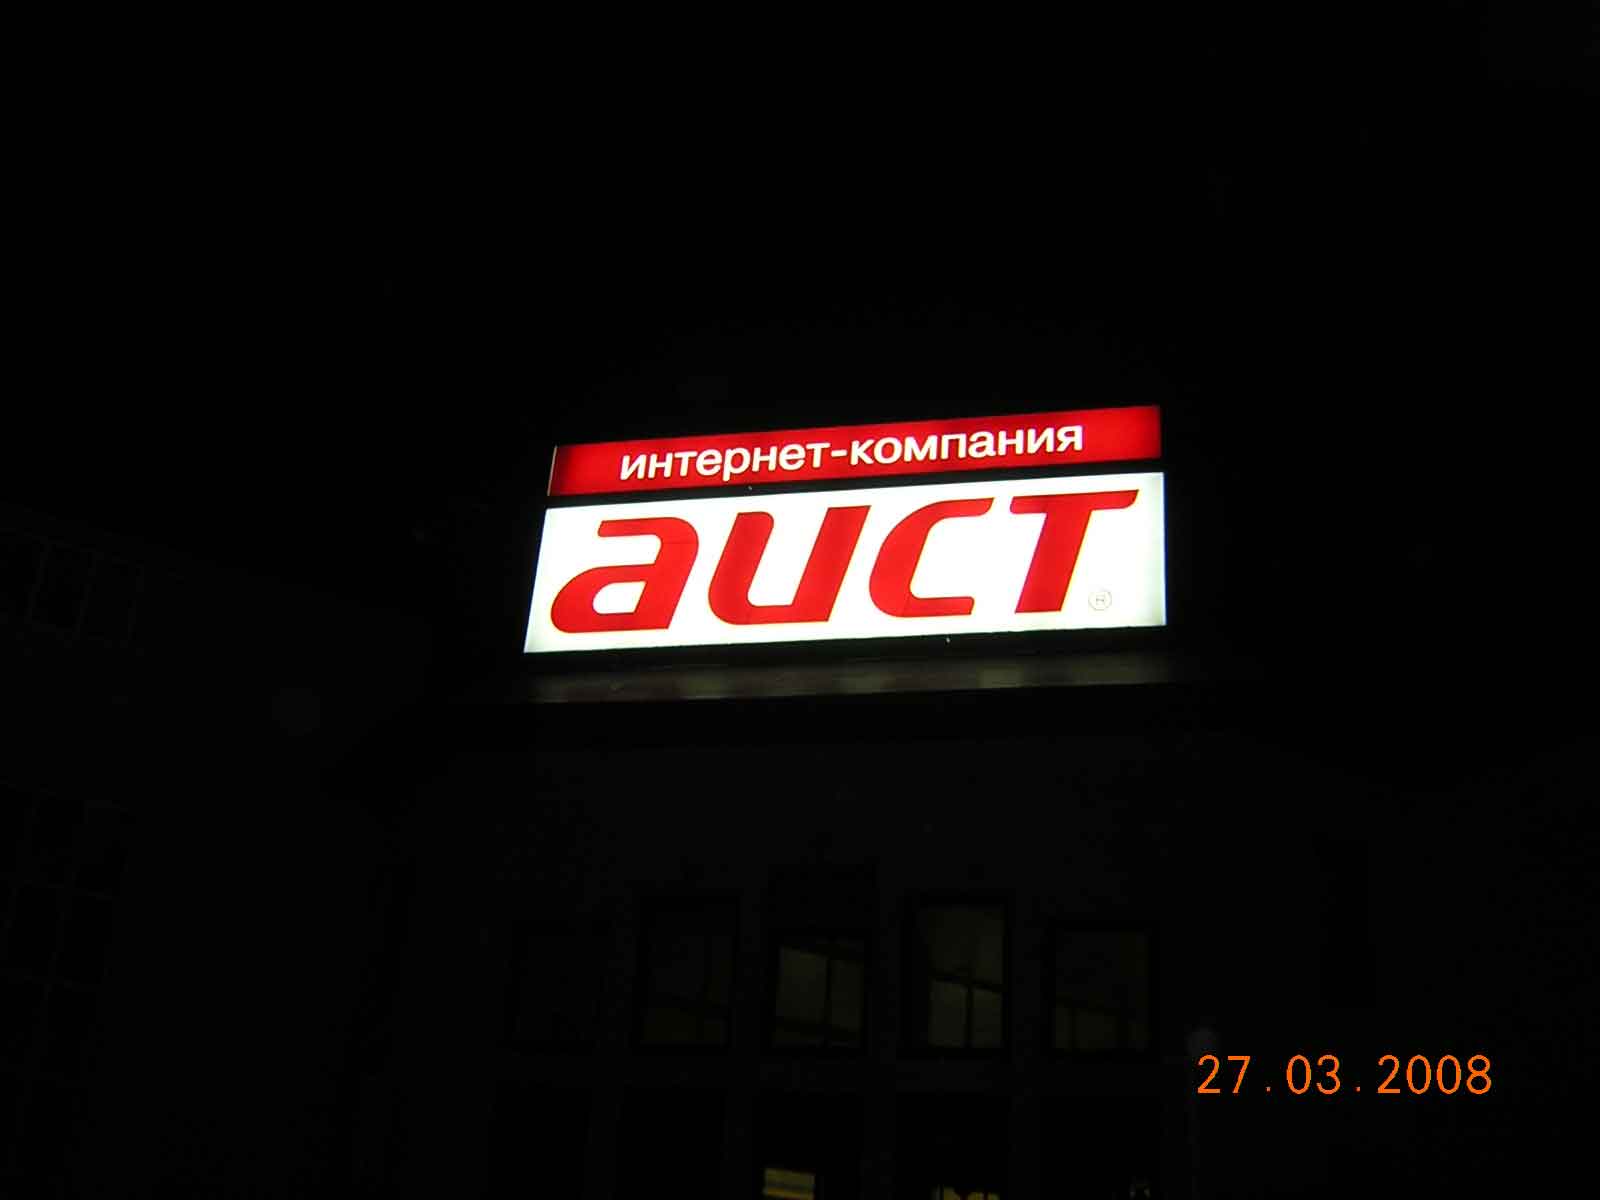 интернет-компания
аист ®
27.03.2008